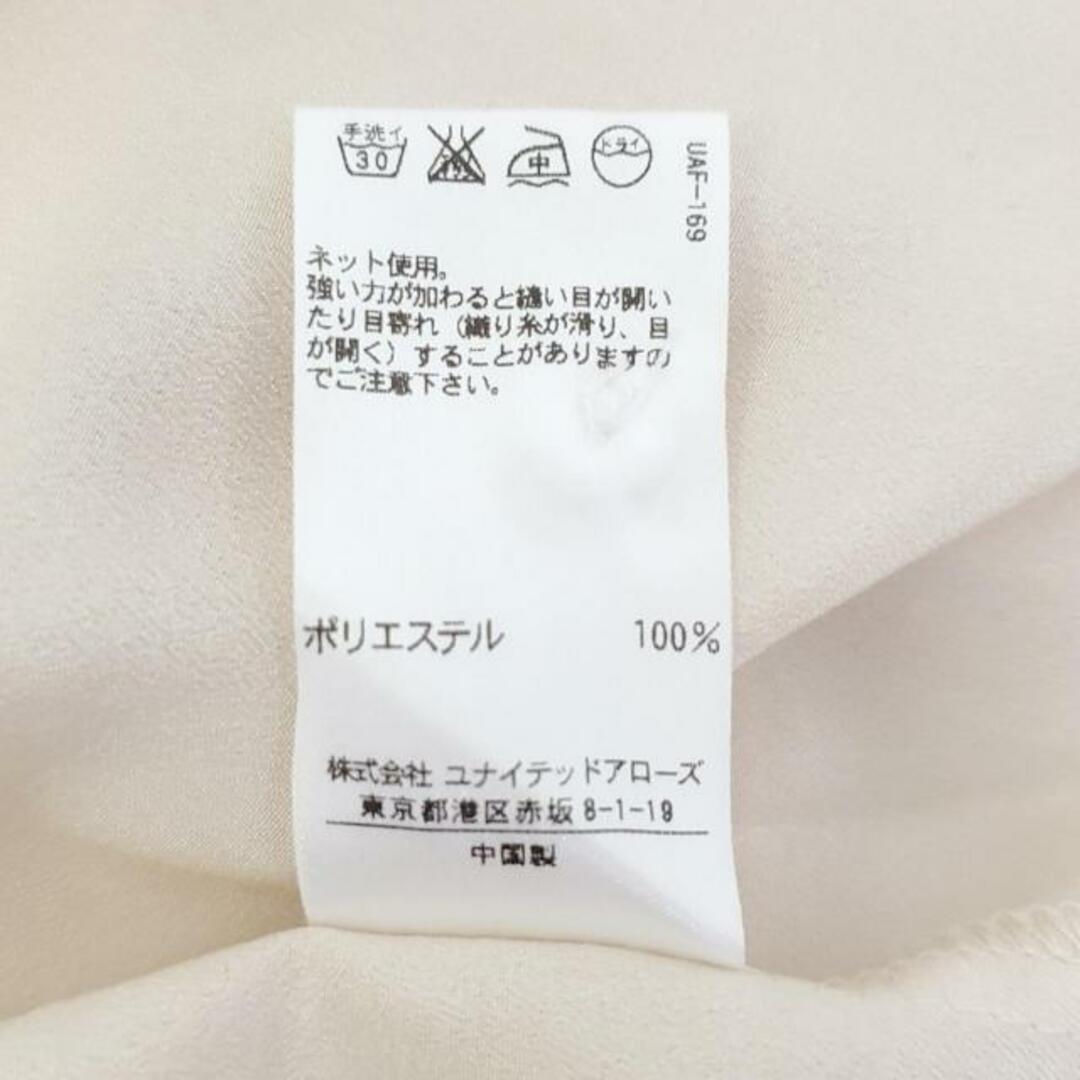 手洗イ
30
中
ドライ
UAF-169
ネット使用。
強い力が加わると縫い目が開い
たり目寄れ（織り糸が滑り、目
が開く）することがありますの
でご注意下さい。
ポリエステル 100%
株式会社 ユナイテッドアローズ
東京都港区赤坂 8-1-19
中国製